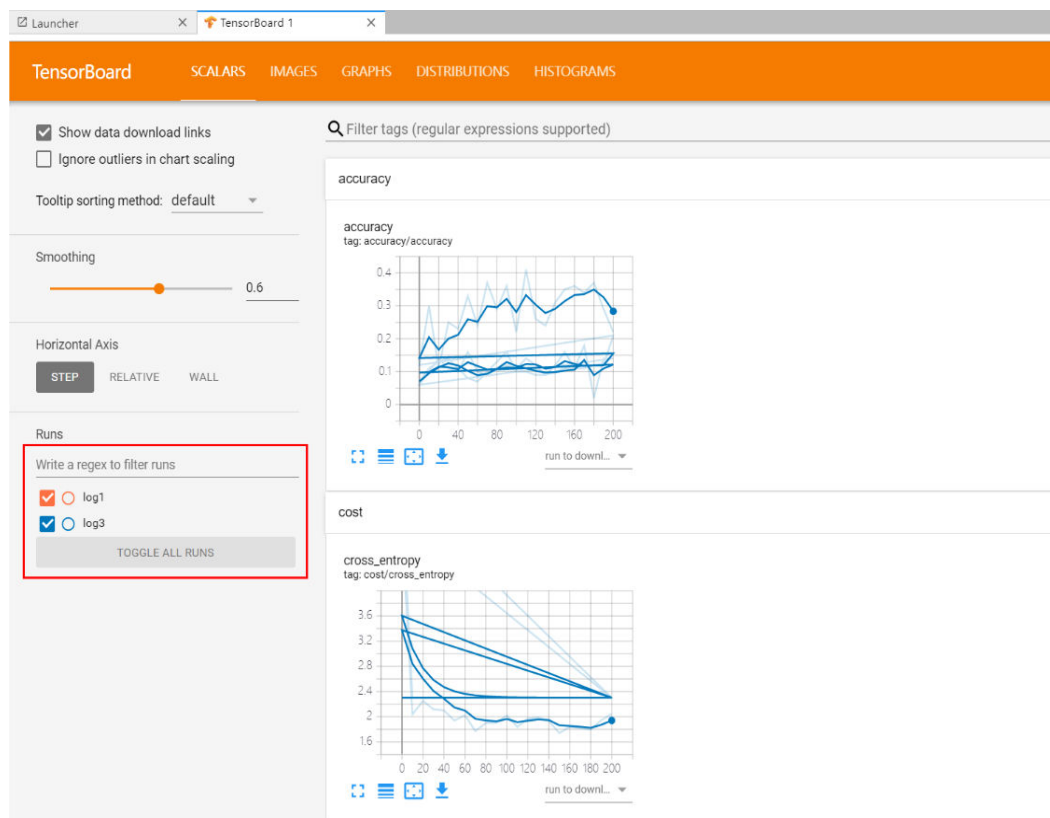 Launcher
TensorBoard 1
TensorBoard
SCALARS
IMAGES
GRAPHS
DISTRIBUTIONS
HISTOGRAMS
Show data download links
Ignore outliers in chart scaling
Tooltip sorting method: default
Smoothing
0.6
Horizontal Axis
STEP
RELATIVE
WALL
Runs
Write a regex to filter runs
log1
log3
TOGGLE ALL RUNS
Filter tags (regular expressions supported)
accuracy
accuracy
tag: accuracy/accuracy
0.4
0.3
0.2
0.1
0
0 40 80 120 160 200
run to downl...
cost
cross_entropy
tag: cost/cross_entropy
3.6
3.2
2.8
2.4
2
1.6
0 20 40 60 80 100 120 140 160 180 200
run to downl...